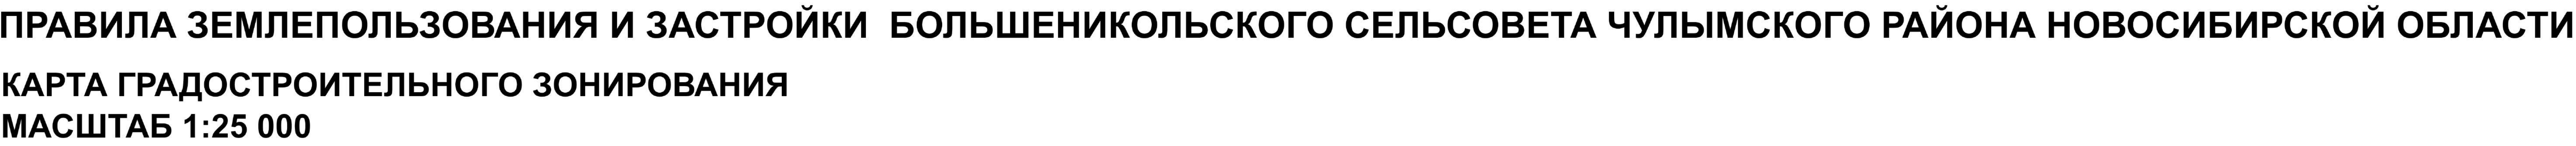 ПРАВИЛА ЗЕМЛЕПОЛЬЗОВАНИЯ И ЗАСТРОЙКИ БОЛЬШЕНИКОЛЬСКОГО СЕЛЬСОВЕТА ЧУЛЫМСКОГО РАЙОНА НОВОСИБИРСКОЙ ОБЛАСТИ
КАРТА ГРАДОСТРОИТЕЛЬНОГО ЗОНИРОВАНИЯ
МАСШТАБ 1:25 000